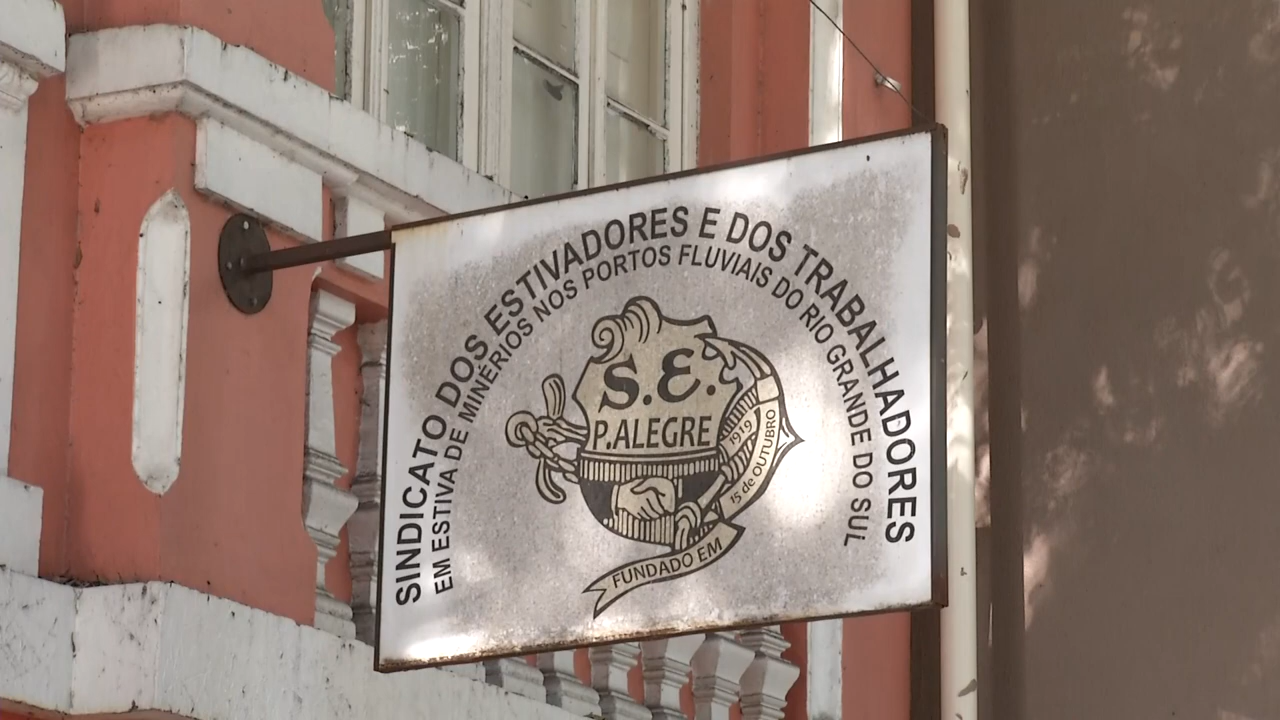 SINDICATO DOS ESTIVADORES E DOS TRABALHADORES
EM ESTIVA DE MINÉRIOS NOS PORTOS FLUVIAIS DO RIO GRANDE DO SUL
S.E.
P.ALEGRE
FUNDADO EM
15 de OUTUBRO
1919